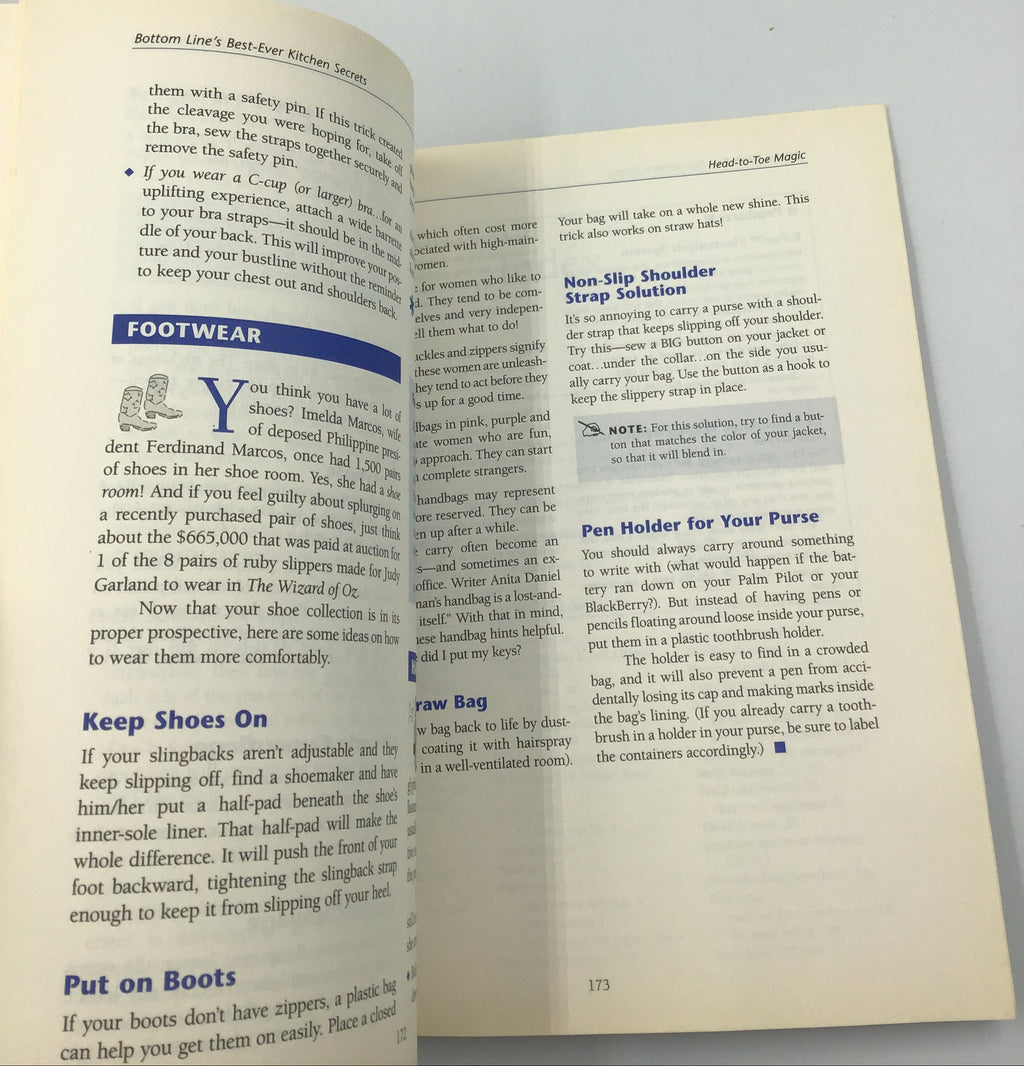 Bottom Line's Best-Ever Kitchen Secrets
them with a safety pin. If this trick created
the cleavage you were hoping for, take off
the bra, sew the straps together securely and
remove the safety pin.
◆ If you wear a C-cup (or larger) bra...for an
uplifting experience, attach a wide barrette
to your bra straps—it should be in the mid-
dle of your back. This will improve your pos-
ture and your bustline without the reminder
to keep your chest out and shoulders back.
FOOTWEAR
You think you have a lot of
shoes? Imelda Marcos, wife
of deposed Philippine presi-
dent Ferdinand Marcos, once had 1,500 pairs
of shoes in her shoe room. Yes, she had a shoe
room! And if you feel guilty about splurging on
a recently purchased pair of shoes, just think
about the $665,000 that was paid at auction for
1 of the 8 pairs of ruby slippers made for Judy
Garland to wear in The Wizard of Oz
Now that your shoe collection is in its
proper prospective, here are some ideas on how
to wear them more comfortably.
Keep Shoes On
If your slingbacks aren't adjustable and they
keep slipping off, find a shoemaker and have
him/her put a half-pad beneath the shoe's
inner-sole liner. That half-pad will make the
whole difference. It will push the front of your
foot backward, tightening the slingback strap
enough to keep it from slipping off your heel.
Put on Boots
If your boots don't have zippers, a plastic bag
can help you get them on easily. Place a closed
172
Head-to-Toe Magic
which often cost more
ociated with high-main-
omen.
for women who like to
d. They tend to be com-
elves and very indepen-
ell them what to do!
uckles and zippers signify
these women are unleash-
hey tend to act before they
s up for a good time.
dbags in pink, purple and
ate women who are fun,
approach. They can start
complete strangers.
handbags may represent
ore reserved. They can be
en up after a while.
carry often become an
s—and sometimes an ex-
office. Writer Anita Daniel
nan's handbag is a lost-and-
itself." With that in mind,
ese handbag hints helpful.
did I put my keys?
raw Bag
w bag back to life by dust-
coating it with hairspray
in a well-ventilated room).
Your bag will take on a whole new shine. This
trick also works on straw hats!
Non-Slip Shoulder
Strap Solution
It's so annoying to carry a purse with a shoul-
der strap that keeps slipping off your shoulder.
Try this—sew a BIG button on your jacket or
coat...under the collar...on the side you usu-
ally carry your bag. Use the button as a hook to
keep the slippery strap in place.
NOTE: For this solution, try to find a but-
ton that matches the color of your jacket,
so that it will blend in.
Pen Holder for Your Purse
You should always carry around something
to write with (what would happen if the bat-
tery ran down on your Palm Pilot or your
BlackBerry?). But instead of having pens or
pencils floating around loose inside your purse,
put them in a plastic toothbrush holder.
The holder is easy to find in a crowded
bag, and it will also prevent a pen from acci-
dentally losing its cap and making marks inside
the bag's lining. (If you already carry a tooth-
brush in a holder in your purse, be sure to label
the containers accordingly.) ■
173